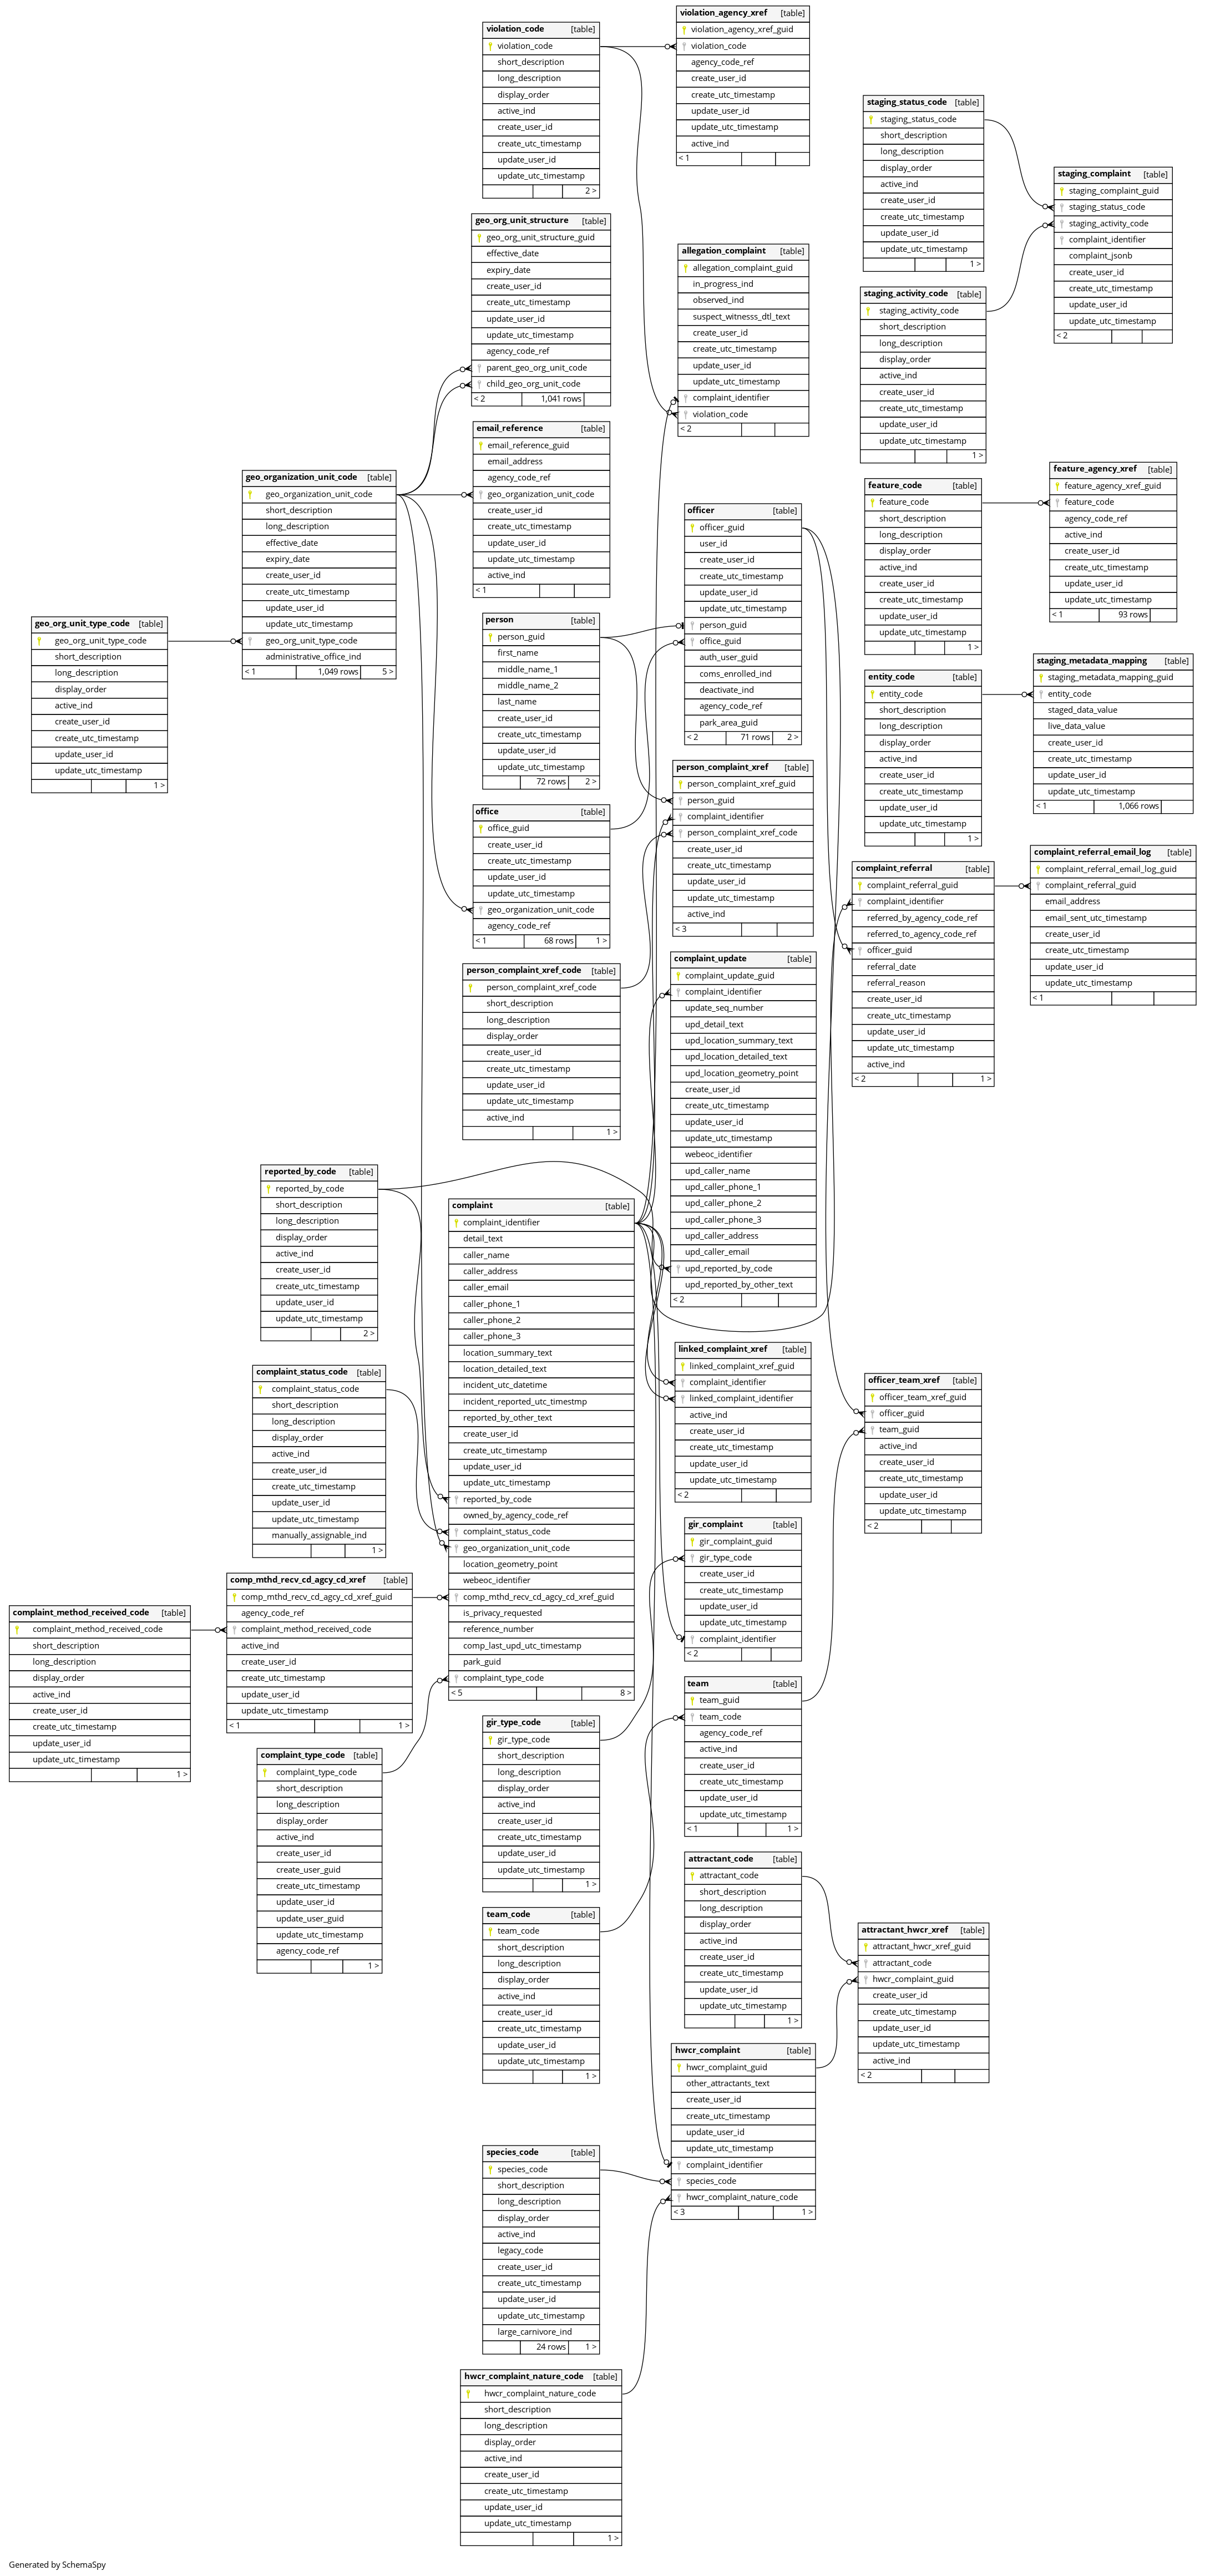 violation_agency_xref [table]
violation_agency_xref_guid
violation_code
agency_code_ref
create_user_id
create_utc_timestamp
update_user_id
update_utc_timestamp
active_ind
< 1
violation_code [table]
violation_code
short_description
long_description
display_order
active_ind
create_user_id
create_utc_timestamp
update_user_id
update_utc_timestamp
2 >
staging_status_code [table]
staging_status_code
short_description
long_description
display_order
active_ind
create_user_id
create_utc_timestamp
update_user_id
update_utc_timestamp
1 >
staging_complaint [table]
staging_complaint_guid
staging_status_code
staging_activity_code
complaint_identifier
complaint_jsonb
create_user_id
create_utc_timestamp
update_user_id
update_utc_timestamp
< 2
geo_org_unit_structure [table]
geo_org_unit_structure_guid
effective_date
expiry_date
create_user_id
create_utc_timestamp
update_user_id
update_utc_timestamp
agency_code_ref
parent_geo_org_unit_code
child_geo_org_unit_code
< 2 1,041 rows
allegation_complaint [table]
allegation_complaint_guid
in_progress_ind
observed_ind
suspect_witnesss_dtl_text
create_user_id
create_utc_timestamp
update_user_id
update_utc_timestamp
complaint_identifier
violation_code
< 2
staging_activity_code [table]
staging_activity_code
short_description
long_description
display_order
active_ind
create_user_id
create_utc_timestamp
update_user_id
update_utc_timestamp
1 >
email_reference [table]
email_reference_guid
email_address
agency_code_ref
geo_organization_unit_code
create_user_id
create_utc_timestamp
update_user_id
update_utc_timestamp
active_ind
< 1
geo_organization_unit_code [table]
geo_organization_unit_code
short_description
long_description
effective_date
expiry_date
create_user_id
create_utc_timestamp
update_user_id
update_utc_timestamp
geo_org_unit_type_code
administrative_office_ind
< 1 1,049 rows 5 >
feature_code [table]
feature_code
short_description
long_description
display_order
active_ind
create_user_id
create_utc_timestamp
update_user_id
update_utc_timestamp
1 >
feature_agency_xref [table]
feature_agency_xref_guid
feature_code
agency_code_ref
active_ind
create_user_id
create_utc_timestamp
update_user_id
update_utc_timestamp
< 1 93 rows
officer [table]
officer_guid
user_id
create_user_id
create_utc_timestamp
update_user_id
update_utc_timestamp
person_guid
office_guid
auth_user_guid
coms_enrolled_ind
deactivate_ind
agency_code_ref
park_area_guid
< 2 71 rows 2 >
geo_org_unit_type_code [table]
geo_org_unit_type_code
short_description
long_description
display_order
active_ind
create_user_id
create_utc_timestamp
update_user_id
update_utc_timestamp
1 >
person [table]
person_guid
first_name
middle_name_1
middle_name_2
last_name
create_user_id
create_utc_timestamp
update_user_id
update_utc_timestamp
72 rows 2 >
entity_code [table]
entity_code
short_description
long_description
display_order
active_ind
create_user_id
create_utc_timestamp
update_user_id
update_utc_timestamp
1 >
staging_metadata_mapping [table]
staging_metadata_mapping_guid
entity_code
staged_data_value
live_data_value
create_user_id
create_utc_timestamp
update_user_id
update_utc_timestamp
< 1 1,066 rows
person_complaint_xref [table]
person_complaint_xref_guid
person_guid
complaint_identifier
person_complaint_xref_code
create_user_id
create_utc_timestamp
update_user_id
update_utc_timestamp
active_ind
< 3
office [table]
office_guid
create_user_id
create_utc_timestamp
update_user_id
update_utc_timestamp
geo_organization_unit_code
agency_code_ref
< 1 68 rows 1 >
complaint_referral [table]
complaint_referral_guid
complaint_identifier
referred_by_agency_code_ref
referred_to_agency_code_ref
officer_guid
referral_date
referral_reason
create_user_id
create_utc_timestamp
update_user_id
update_utc_timestamp
active_ind
< 2 1 >
complaint_referral_email_log [table]
complaint_referral_email_log_guid
complaint_referral_guid
email_address
email_sent_utc_timestamp
create_user_id
create_utc_timestamp
update_user_id
update_utc_timestamp
< 1
complaint_update [table]
complaint_update_guid
complaint_identifier
update_seq_number
upd_detail_text
upd_location_summary_text
upd_location_detailed_text
upd_location_geometry_point
create_user_id
create_utc_timestamp
update_user_id
update_utc_timestamp
webeoc_identifier
upd_caller_name
upd_caller_phone_1
upd_caller_phone_2
upd_caller_phone_3
upd_caller_address
upd_caller_email
upd_reported_by_code
upd_reported_by_other_text
< 2
person_complaint_xref_code [table]
person_complaint_xref_code
short_description
long_description
display_order
create_user_id
create_utc_timestamp
update_user_id
update_utc_timestamp
active_ind
1 >
reported_by_code [table]
reported_by_code
short_description
long_description
display_order
active_ind
create_user_id
create_utc_timestamp
update_user_id
update_utc_timestamp
2 >
complaint [table]
complaint_identifier
detail_text
caller_name
caller_address
caller_email
caller_phone_1
caller_phone_2
caller_phone_3
location_summary_text
location_detailed_text
incident_utc_datetime
incident_reported_utc_timestmp
reported_by_other_text
create_user_id
create_utc_timestamp
update_user_id
update_utc_timestamp
reported_by_code
owned_by_agency_code_ref
complaint_status_code
geo_organization_unit_code
location_geometry_point
webeoc_identifier
comp_mthd_recv_cd_agcy_cd_xref_guid
is_privacy_requested
reference_number
comp_last_upd_utc_timestamp
park_guid
complaint_type_code
< 5 8 >
linked_complaint_xref [table]
linked_complaint_xref_guid
complaint_identifier
linked_complaint_identifier
active_ind
create_user_id
create_utc_timestamp
update_user_id
update_utc_timestamp
< 2
complaint_status_code [table]
complaint_status_code
short_description
long_description
display_order
active_ind
create_user_id
create_utc_timestamp
update_user_id
update_utc_timestamp
manually_assignable_ind
1 >
officer_team_xref [table]
officer_team_xref_guid
officer_guid
team_guid
active_ind
create_user_id
create_utc_timestamp
update_user_id
update_utc_timestamp
< 2
gir_complaint [table]
gir_complaint_guid
gir_type_code
create_user_id
create_utc_timestamp
update_user_id
update_utc_timestamp
complaint_identifier
< 2
comp_mthd_recv_cd_agcy_cd_xref [table]
comp_mthd_recv_cd_agcy_cd_xref_guid
agency_code_ref
complaint_method_received_code
active_ind
create_user_id
create_utc_timestamp
update_user_id
update_utc_timestamp
< 1 1 >
complaint_method_received_code [table]
complaint_method_received_code
short_description
long_description
display_order
active_ind
create_user_id
create_utc_timestamp
update_user_id
update_utc_timestamp
1 >
team [table]
team_guid
team_code
agency_code_ref
active_ind
create_user_id
create_utc_timestamp
update_user_id
update_utc_timestamp
< 1 1 >
gir_type_code [table]
gir_type_code
short_description
long_description
display_order
active_ind
create_user_id
create_utc_timestamp
update_user_id
update_utc_timestamp
1 >
complaint_type_code [table]
complaint_type_code
short_description
long_description
display_order
active_ind
create_user_id
create_user_guid
create_utc_timestamp
update_user_id
update_user_guid
update_utc_timestamp
agency_code_ref
1 >
attractant_code [table]
attractant_code
short_description
long_description
display_order
active_ind
create_user_id
create_utc_timestamp
update_user_id
update_utc_timestamp
1 >
team_code [table]
team_code
short_description
long_description
display_order
active_ind
create_user_id
create_utc_timestamp
update_user_id
update_utc_timestamp
1 >
attractant_hwcr_xref [table]
attractant_hwcr_xref_guid
attractant_code
hwcr_complaint_guid
create_user_id
create_utc_timestamp
update_user_id
update_utc_timestamp
active_ind
< 2
hwcr_complaint [table]
hwcr_complaint_guid
other_attractants_text
create_user_id
create_utc_timestamp
update_user_id
update_utc_timestamp
complaint_identifier
species_code
hwcr_complaint_nature_code
< 3 1 >
species_code [table]
species_code
short_description
long_description
display_order
active_ind
legacy_code
create_user_id
create_utc_timestamp
update_user_id
update_utc_timestamp
large_carnivore_ind
24 rows 1 >
hwcr_complaint_nature_code [table]
hwcr_complaint_nature_code
short_description
long_description
display_order
active_ind
create_user_id
create_utc_timestamp
update_user_id
update_utc_timestamp
1 >
Generated by SchemaSpy